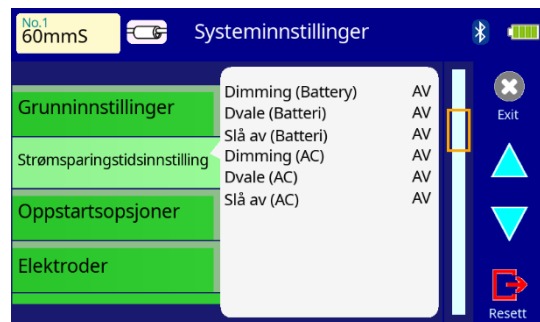 No.1
60mmS
Systeminnstillinger
Grunninnstillinger
Strømsparingstidsinnstilling
Oppstartsopsjoner
Elektroder
Dimming (Battery) AV
Dvale (Batteri) AV
Slå av (Batteri) AV
Dimming (AC) AV
Dvale (AC) AV
Slå av (AC) AV
Exit
Resett